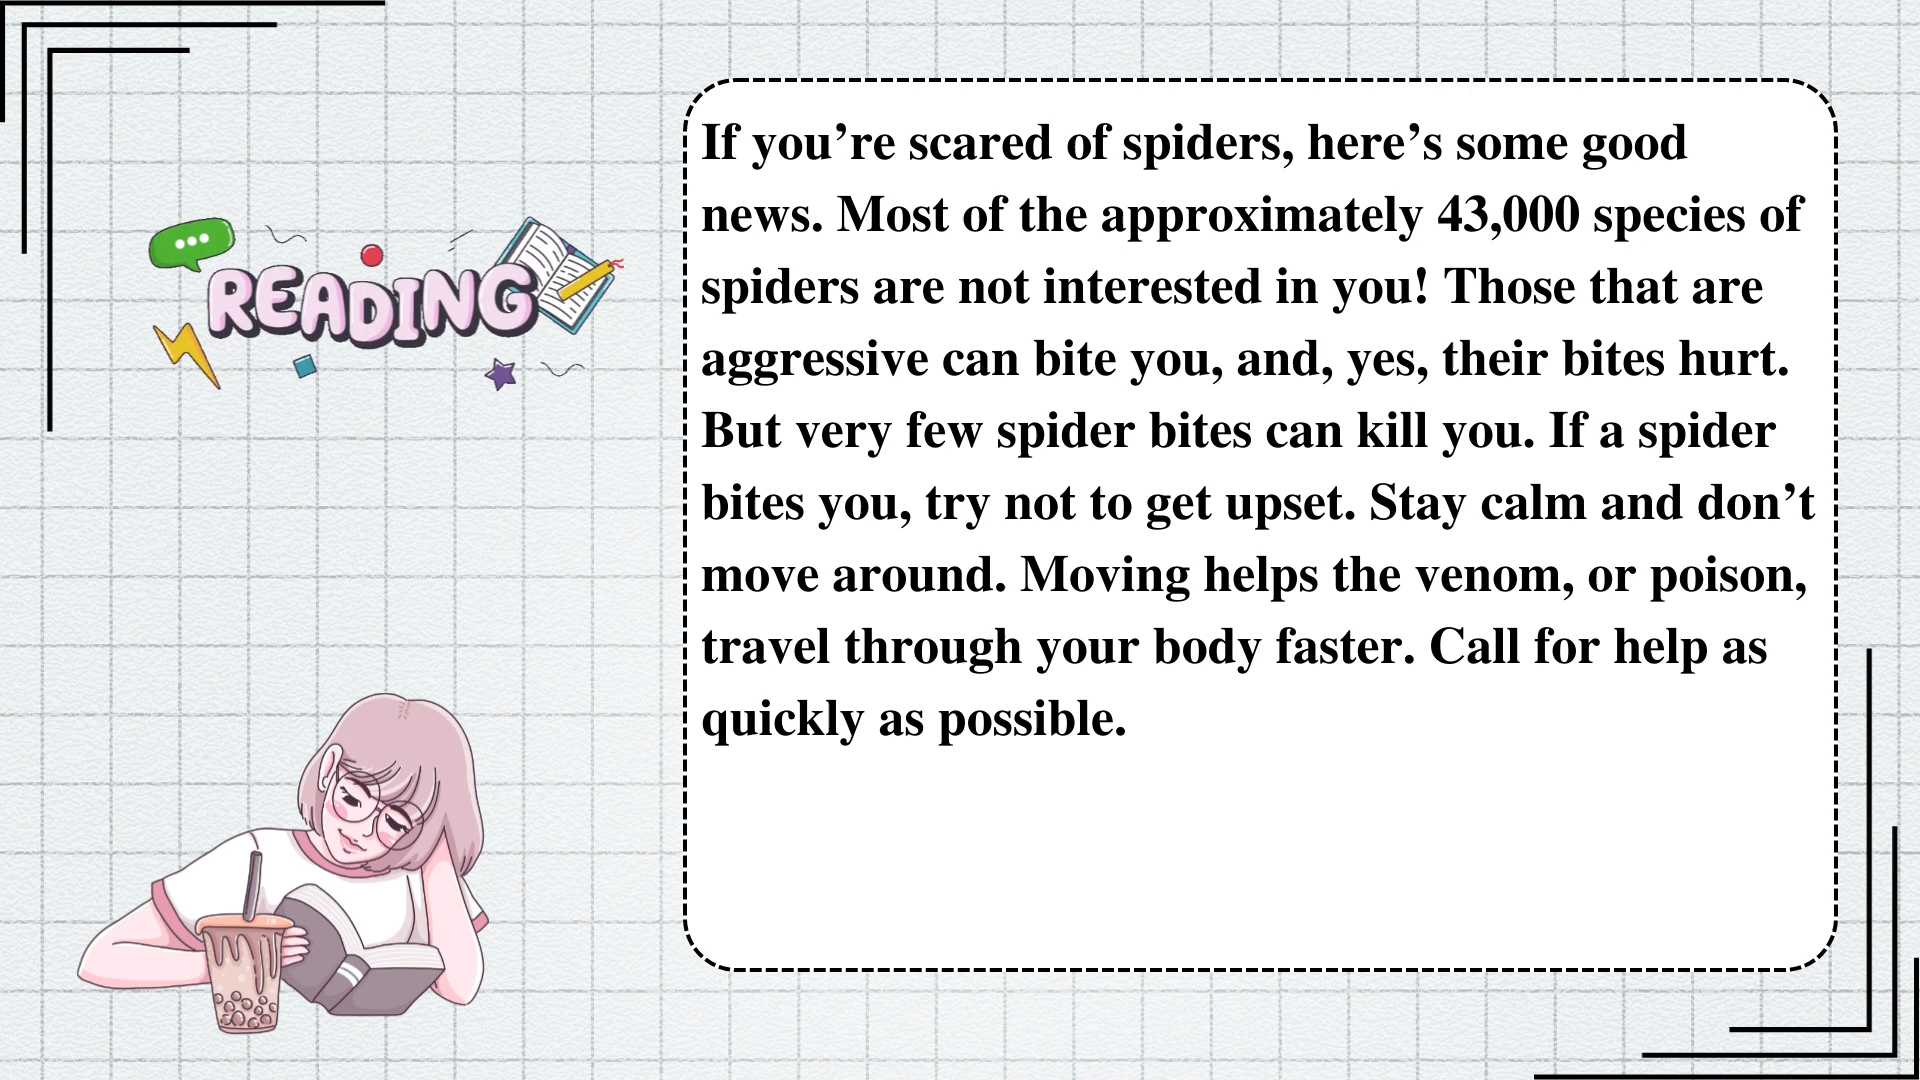 READING
If you’re scared of spiders, here’s some good
news. Most of the approximately 43,000 species of
spiders are not interested in you! Those that are
aggressive can bite you, and, yes, their bites hurt.
But very few spider bites can kill you. If a spider
bites you, try not to get upset. Stay calm and don’t
move around. Moving helps the venom, or poison,
travel through your body faster. Call for help as
quickly as possible.